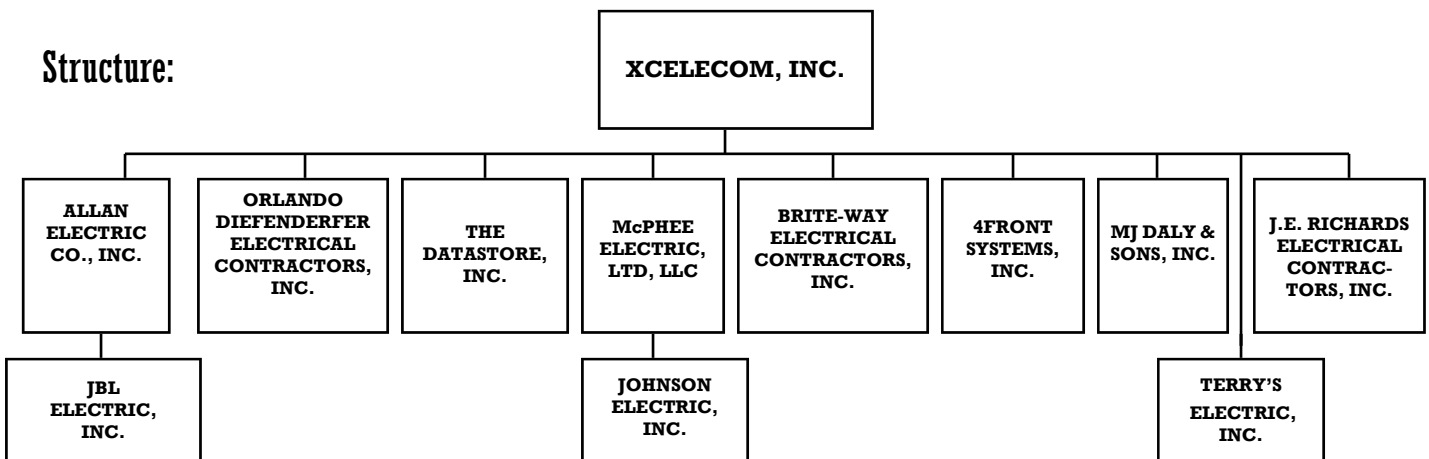 Structure:
XCELECOM, INC.
ALLAN
ELECTRIC
CO., INC.
ORLANDO
DIEFENDERFER
ELECTRICAL
CONTRACTORS,
INC.
THE
DATASTORE,
INC.
McPHEE
ELECTRIC,
LTD, LLC
BRITE-WAY
ELECTRICAL
CONTRACTORS,
INC.
4FRONT
SYSTEMS,
INC.
MJ DALY &
SONS, INC.
J.E. RICHARDS
ELECTRICAL
CONTRAC-
TORS, INC.
JBL
ELECTRIC,
INC.
JOHNSON
ELECTRIC,
INC.
TERRY’S
ELECTRIC,
INC.